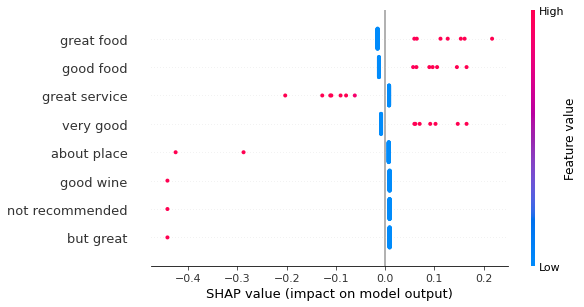 High
great food
good food
great service
very good
about place
good wine
not recommended
but great
Feature value
Low
−0.4 −0.3 −0.2 −0.1 0.0 0.1 0.2
SHAP value (impact on model output)